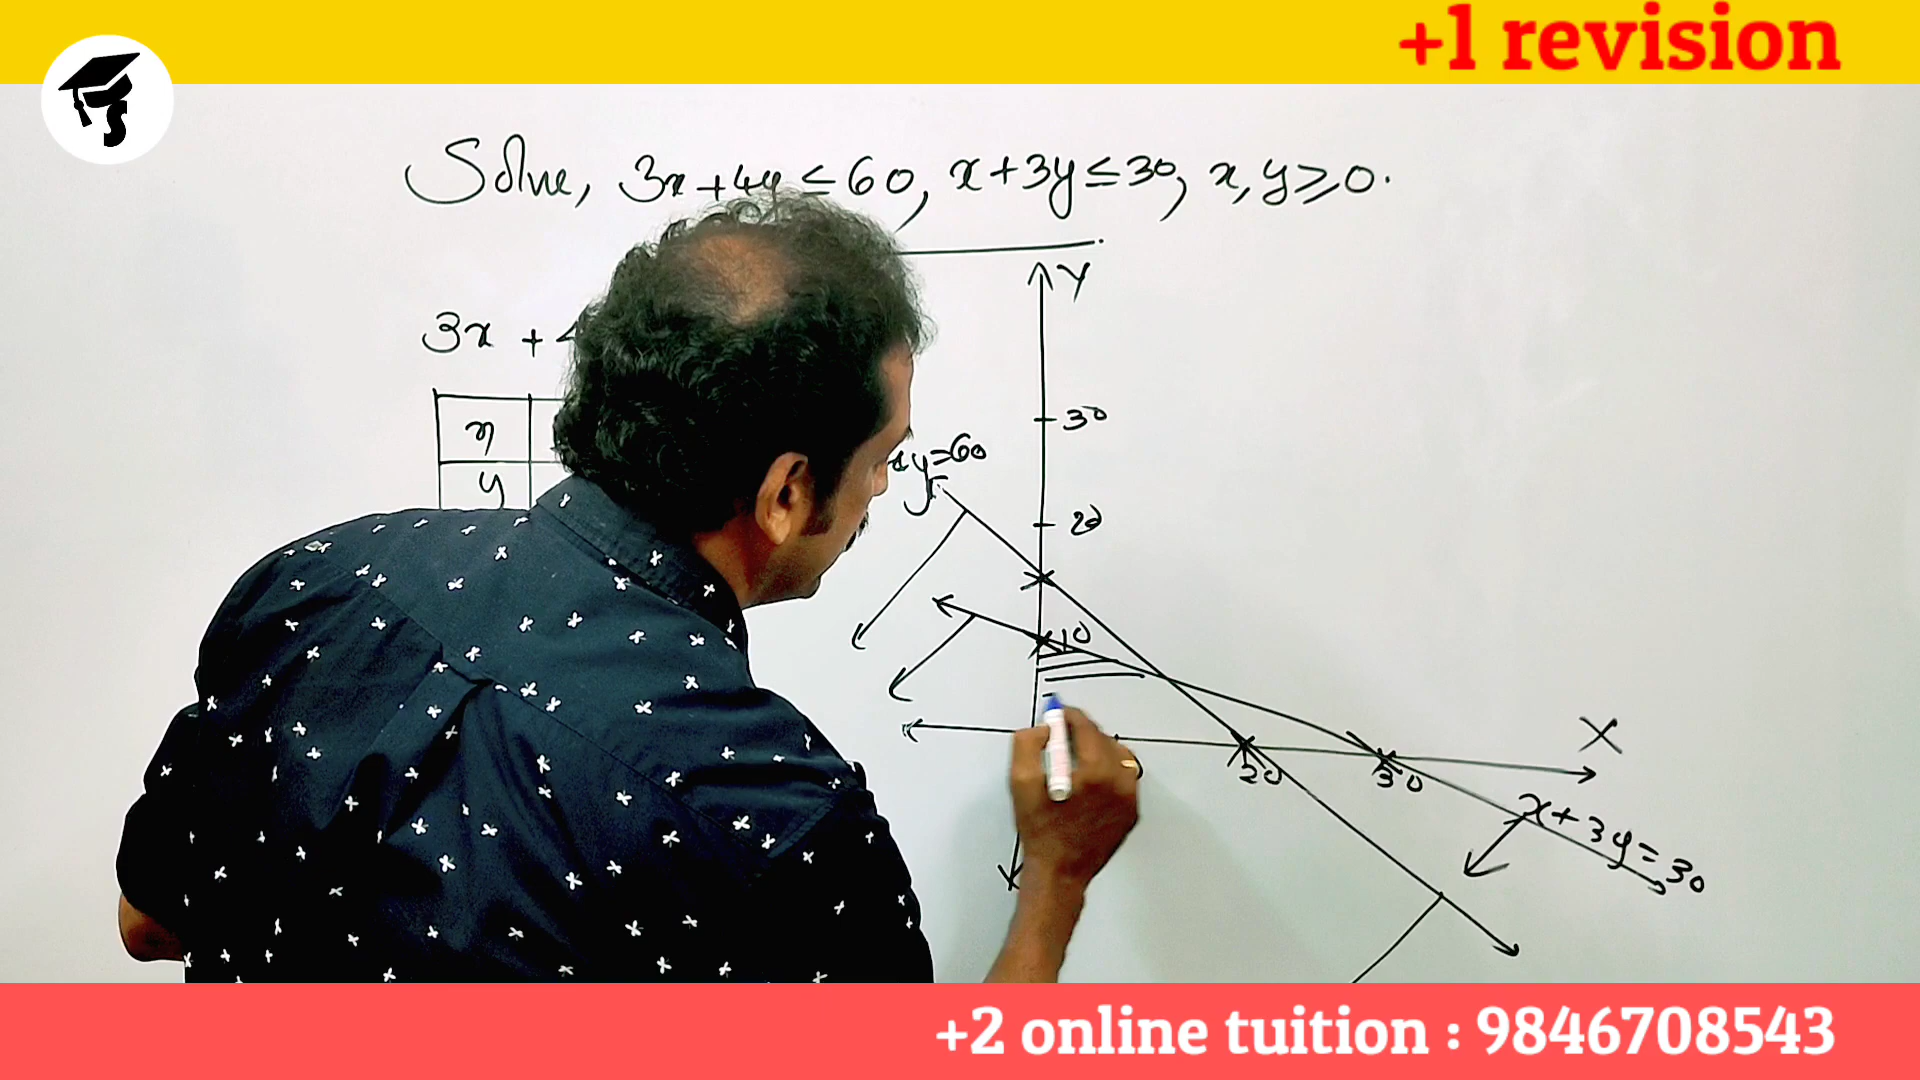 +1 revision
Solve, 3x+4y≤60, x+3y≤30, x,y≥0.
Y
3x +
30
x
y=60
y
20
10
X
20
30
x+3y=30
+2 online tuition : 9846708543